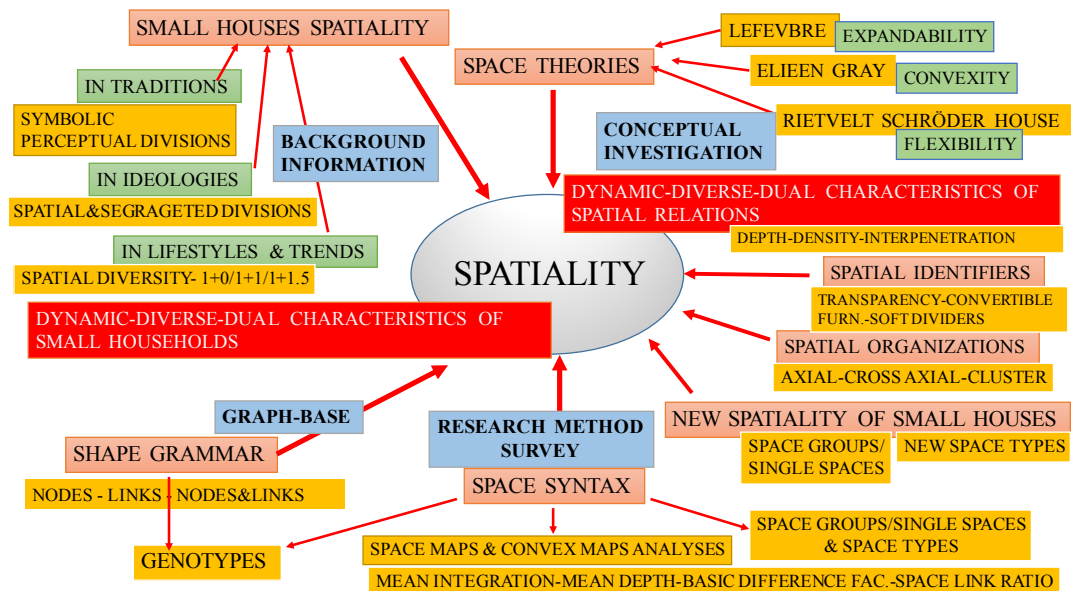 SMALL HOUSES SPATIALITY
IN TRADITIONS
SYMBOLIC
PERCEPTUAL DIVISIONS
IN IDEOLOGIES
SPATIAL&SEGRAGETED DIVISIONS
IN LIFESTYLES & TRENDS
SPATIAL DIVERSITY- 1+0/1+1/1+1.5
BACKGROUND
INFORMATION
SPACE THEORIES
LEFEVBRE
EXPANDABILITY
ELIEEN GRAY
CONVEXITY
RIETVELT SCHRÖDER HOUSE
FLEXIBILITY
CONCEPTUAL
INVESTIGATION
DYNAMIC-DIVERSE-DUAL CHARACTERISTICS OF
SPATIAL RELATIONS
DEPTH-DENSITY-INTERPENETRATION
SPATIALITY
SPATIAL IDENTIFIERS
TRANSPARENCY-CONVERTIBLE
FURN.-SOFT DIVIDERS
SPATIAL ORGANIZATIONS
AXIAL-CROSS AXIAL-CLUSTER
DYNAMIC-DIVERSE-DUAL CHARACTERISTICS OF
SMALL HOUSEHOLDS
NEW SPATIALITY OF SMALL HOUSES
SPACE GROUPS/
SINGLE SPACES
NEW SPACE TYPES
GRAPH-BASE
SHAPE GRAMMAR
NODES - LINKS - NODES&LINKS
GENOTYPES
RESEARCH METHOD
SURVEY
SPACE SYNTAX
SPACE GROUPS/SINGLE SPACES
& SPACE TYPES
SPACE MAPS & CONVEX MAPS ANALYSES
MEAN INTEGRATION-MEAN DEPTH-BASIC DIFFERENCE FAC.-SPACE LINK RATIO